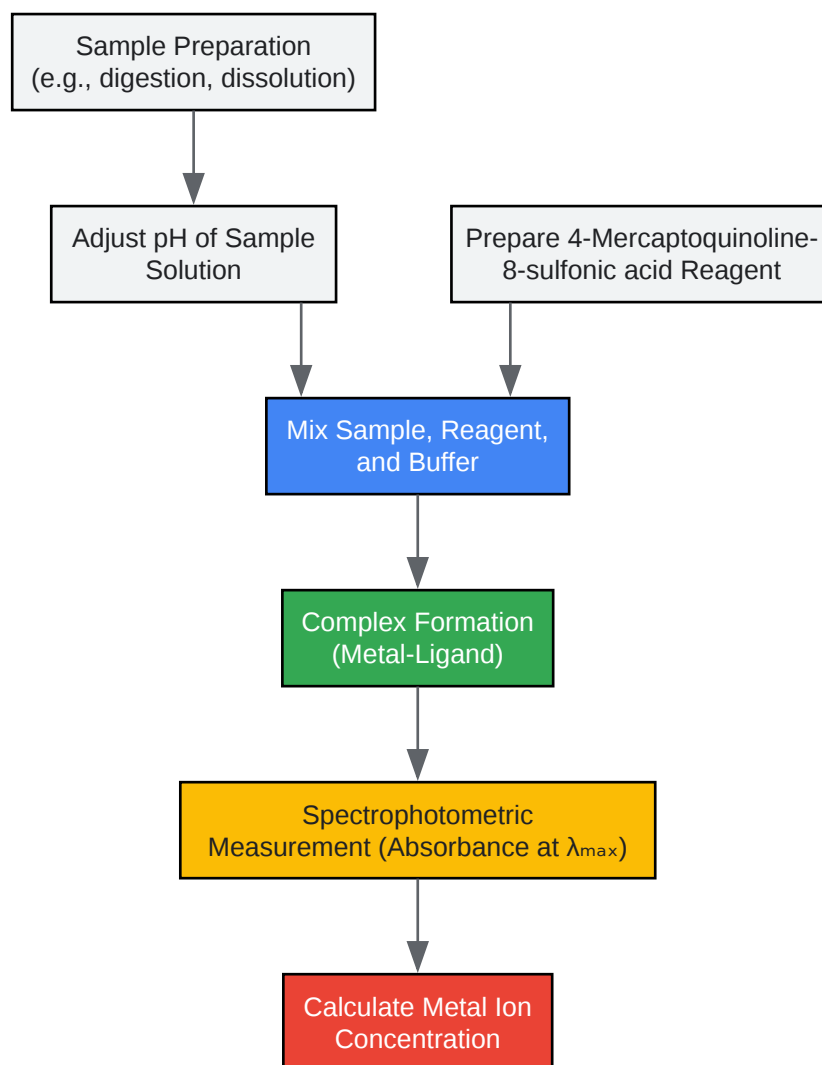 Sample Preparation
(e.g., digestion, dissolution)
Adjust pH of Sample
Solution
Prepare 4-Mercaptoquinoline-
8-sulfonic acid Reagent
Mix Sample, Reagent,
and Buffer
Complex Formation
(Metal-Ligand)
Spectrophotometric
Measurement (Absorbance at λₘₐₓ)
Calculate Metal Ion
Concentration